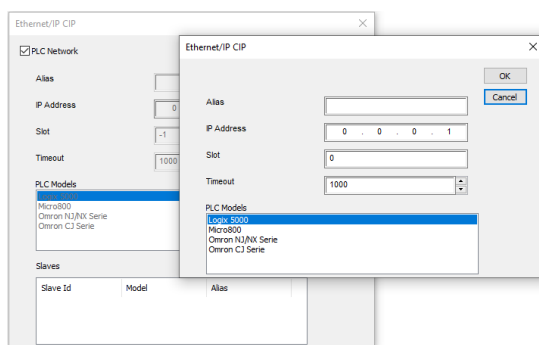 Ethernet/IP CIP
PLC Network
Alias
IP Address
0
Slot
-1
Timeout
1000
PLC Models
Logix 5000
Micro800
Omron NJ/NX Serie
Omron CJ Serie
Slaves
Slave Id Model Alias
Ethernet/IP CIP
OK
Cancel
Alias
IP Address
0 . 0 . 0 . 1
Slot
0
Timeout
1000
PLC Models
Logix 5000
Micro800
Omron NJ/NX Serie
Omron CJ Serie